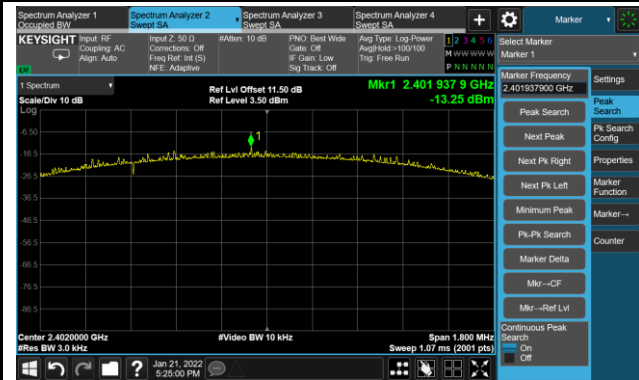 Spectrum Analyzer 1
Occupied BW
Spectrum Analyzer 2
Swept SA
Spectrum Analyzer 3
Swept SA
Spectrum Analyzer 4
Swept SA
+
Marker
KEYSIGHT
Input: RF
Coupling: AC
Align: Auto
Input Z: 50 Ω
Corrections: Off
Freq Ref: Int (S)
NFE: Adaptive
#Atten: 10 dB
PNO: Best Wide
Gate: Off
IF Gain: Low
Sig Track: Off
Avg Type: Log-Power
Avg|Hold:>100/100
Trig: Free Run
1 2 3 4 5 6
M W W W W W
P N N N N N
Select Marker
Marker 1
1 Spectrum
Scale/Div 10 dB
Ref Lvl Offset 11.50 dB
Ref Level 3.50 dBm
Mkr1 2.401 937 9 GHz
-13.25 dBm
Log
-6.50
-16.5
-26.5
-36.5
-46.5
-56.5
-66.5
-76.5
-86.5
1
Center 2.4020000 GHz
#Res BW 3.0 kHz
#Video BW 10 kHz
Span 1.800 MHz
Sweep 1.07 ms (2001 pts)
Marker Frequency
2.401937900 GHz
Peak Search
Next Peak
Next Pk Right
Next Pk Left
Minimum Peak
Pk-Pk Search
Marker Delta
Mkr→CF
Mkr→Ref Lvl
Continuous Peak
Search
On
Off
Settings
Peak
Search
Pk Search
Config
Properties
Marker
Function
Marker→
Counter
?
Jan 21, 2022
5:25:00 PM